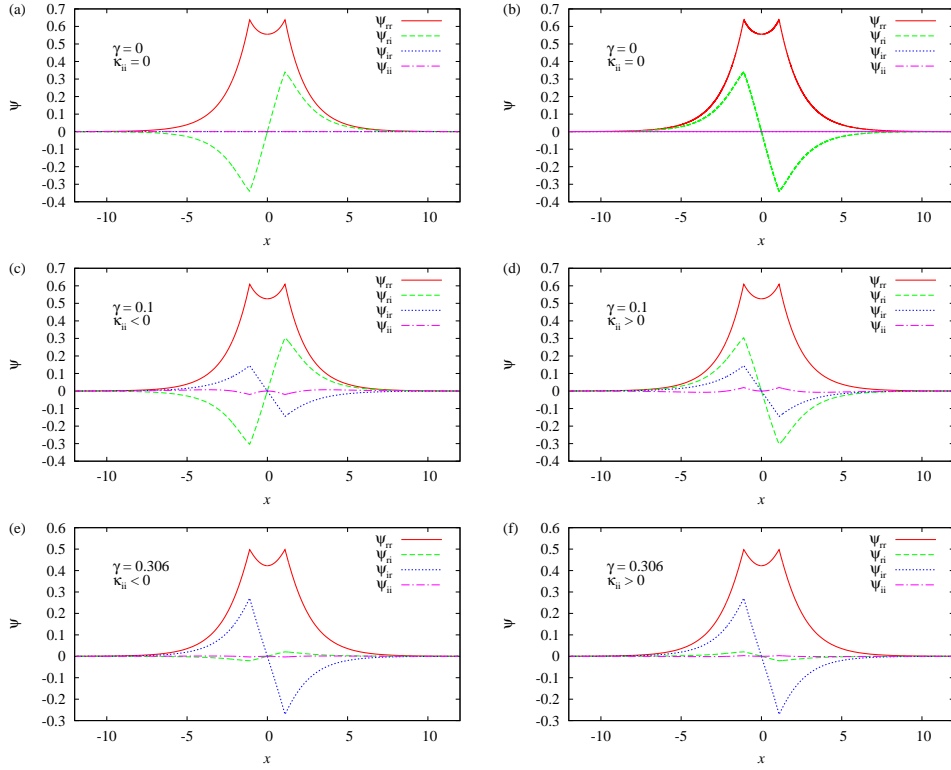 (a)
0.7
0.6
0.5
0.4
0.3
0.2
0.1
0
-0.1
-0.2
-0.3
-0.4
ψ
γ = 0
κii = 0
ψrr
ψri
ψir
ψii
-10 -5 0 5 10
x
(b)
0.7
0.6
0.5
0.4
0.3
0.2
0.1
0
-0.1
-0.2
-0.3
-0.4
ψ
γ = 0
κii = 0
ψrr
ψri
ψir
ψii
-10 -5 0 5 10
x
(c)
0.7
0.6
0.5
0.4
0.3
0.2
0.1
0
-0.1
-0.2
-0.3
-0.4
ψ
γ = 0.1
κii < 0
ψrr
ψri
ψir
ψii
-10 -5 0 5 10
x
(d)
0.7
0.6
0.5
0.4
0.3
0.2
0.1
0
-0.1
-0.2
-0.3
-0.4
ψ
γ = 0.1
κii > 0
ψrr
ψri
ψir
ψii
-10 -5 0 5 10
x
(e)
0.6
0.5
0.4
0.3
0.2
0.1
0
-0.1
-0.2
-0.3
ψ
γ = 0.306
κii < 0
ψrr
ψri
ψir
ψii
-10 -5 0 5 10
x
(f)
0.6
0.5
0.4
0.3
0.2
0.1
0
-0.1
-0.2
-0.3
ψ
γ = 0.306
κii > 0
ψrr
ψri
ψir
ψii
-10 -5 0 5 10
x